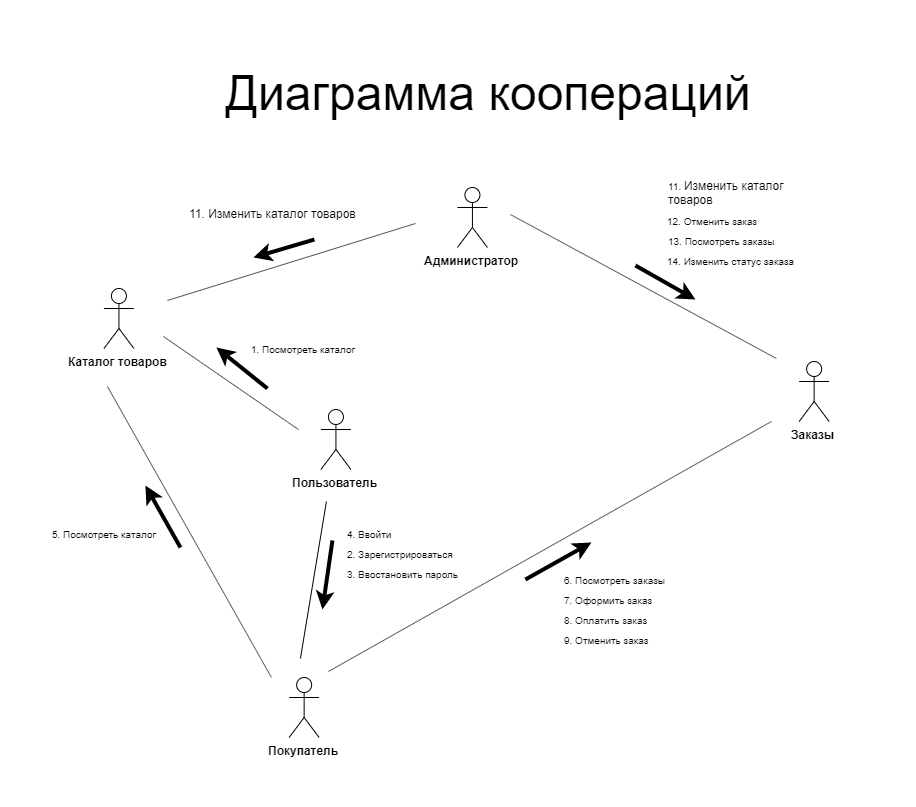 Диаграмма коопераций
11. Изменить каталог
товаров
11. Изменить каталог товаров
12. Отменить заказ
13. Посмотреть заказы
14. Изменить статус заказа
Администратор
Каталог товаров
1. Посмотреть каталог
Заказы
Пользователь
5. Посмотреть каталог
4. Ввойти
2. Зарегистрироваться
3. Ввостановить пароль
6. Посмотреть заказы
7. Оформить заказ
8. Оплатить заказ
9. Отменить заказ
Покупатель